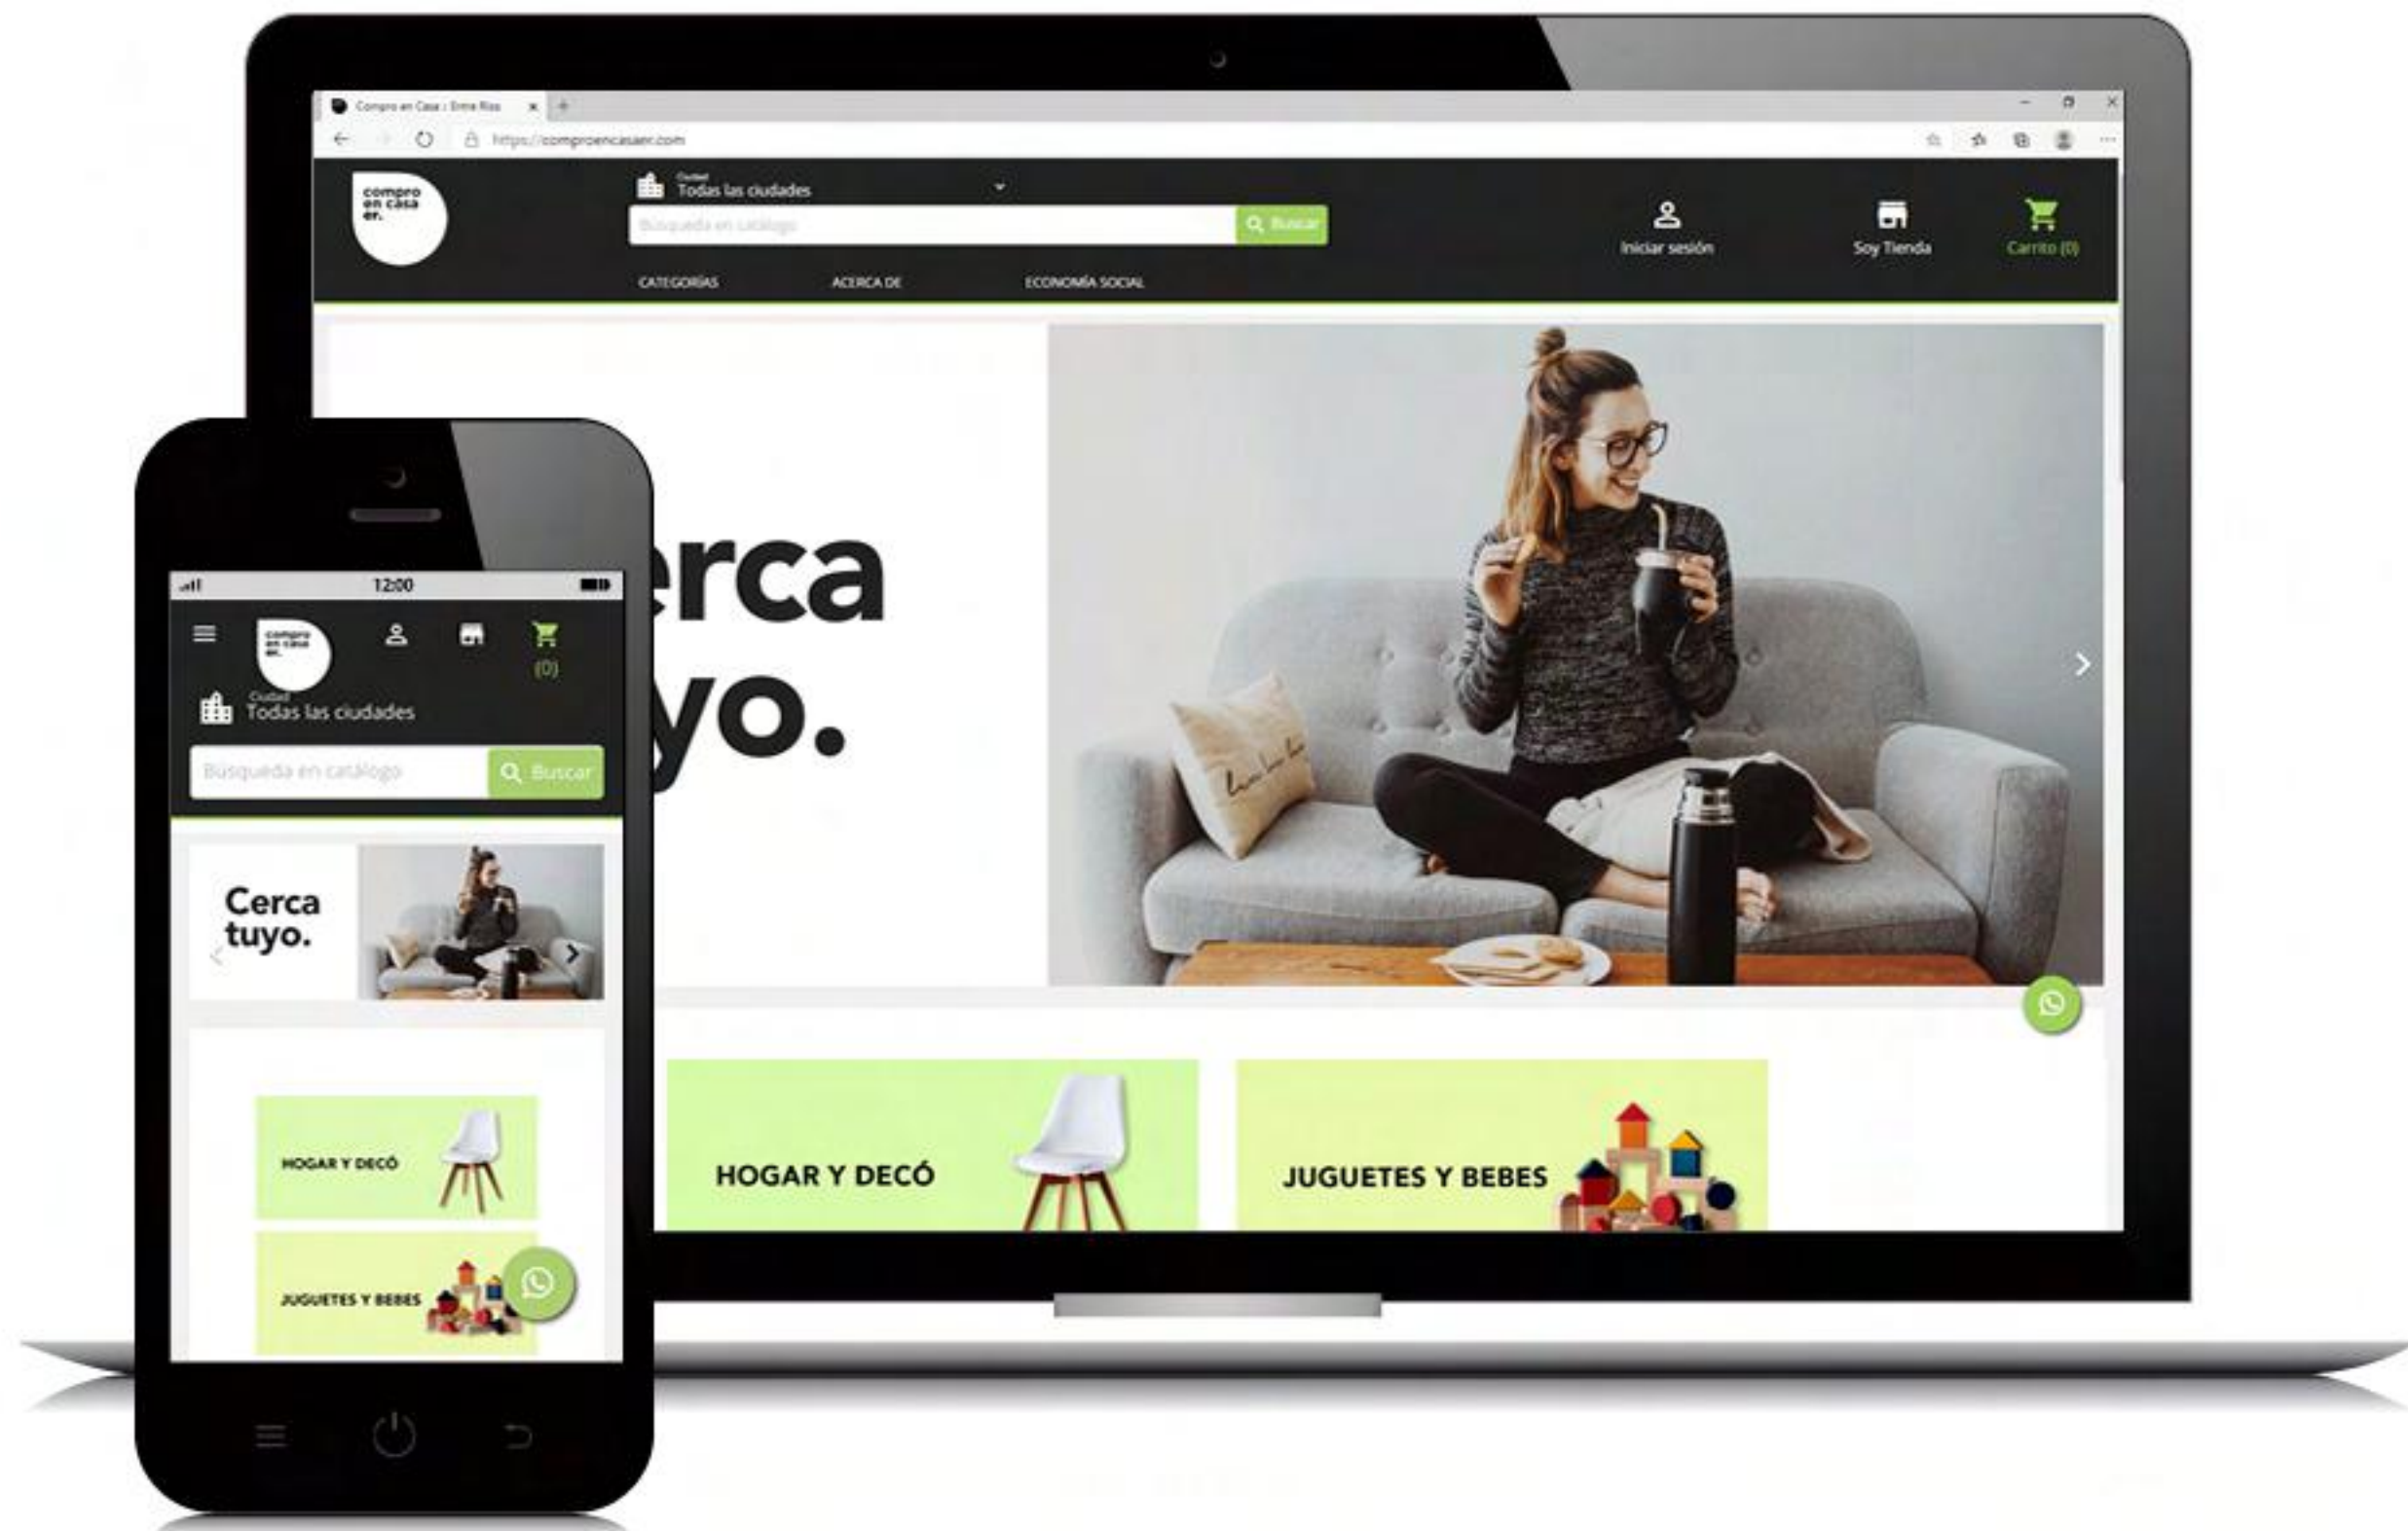 Compro en Casa : Entre Ríos
https://comproencasaer.com
compro
en casa
er.
Ciudad
Todas las ciudades
Búsqueda en catálogo
Buscar
Iniciar sesión
Soy Tienda
Carrito (0)
CATEGORÍAS
ACERCA DE
ECONOMÍA SOCIAL
erca
yo.
HOGAR Y DECÓ
JUGUETES Y BEBES
12:00
compro
en casa
er.
(0)
Ciudad
Todas las ciudades
Búsqueda en catálogo
Buscar
Cerca
tuyo.
HOGAR Y DECÓ
JUGUETES Y BEBES